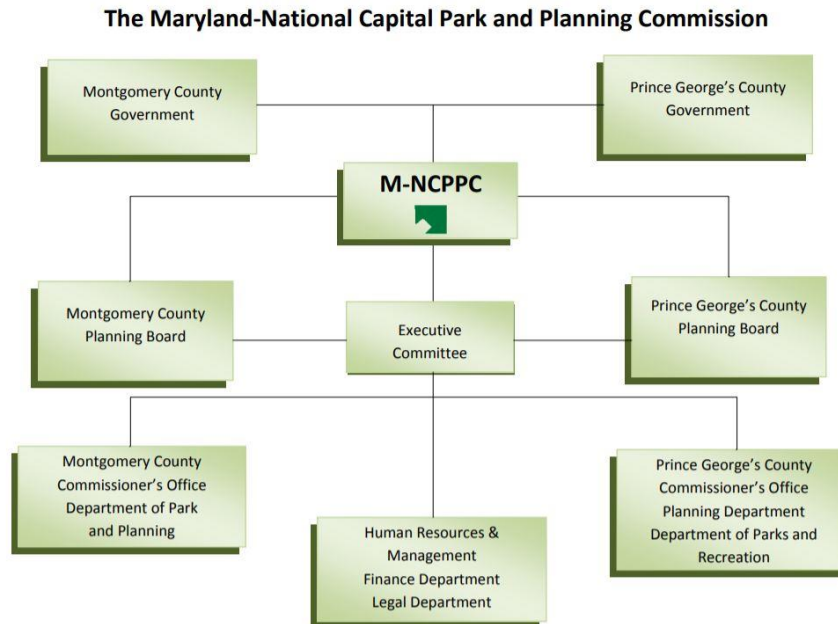 The Maryland-National Capital Park and Planning Commission
Montgomery County
Government
Prince George's County
Government
M-NCPPC
Montgomery County
Planning Board
Executive
Committee
Prince George's County
Planning Board
Montgomery County
Commissioner's Office
Department of Park
and Planning
Human Resources &
Management
Finance Department
Legal Department
Prince George's County
Commissioner's Office
Planning Department
Department of Parks and
Recreation